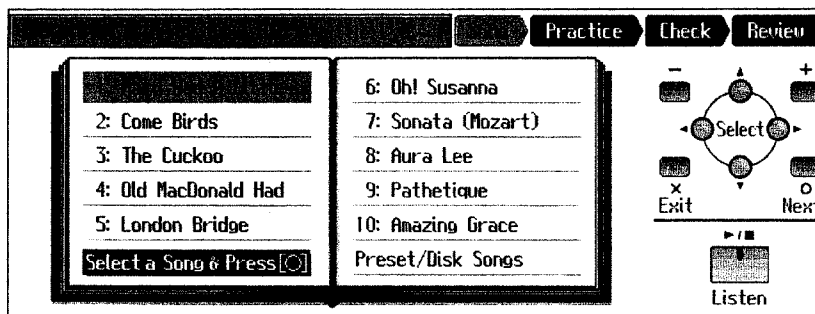 Practice Check Review
2: Come Birds
3: The Cuckoo
4: Old MacDonald Had
5: London Bridge
Select a Song & Press[○]
6: Oh! Susanna
7: Sonata (Mozart)
8: Aura Lee
9: Pathetique
10: Amazing Grace
Preset/Disk Songs
- +
Select
× ○
Exit Next
►/■
Listen